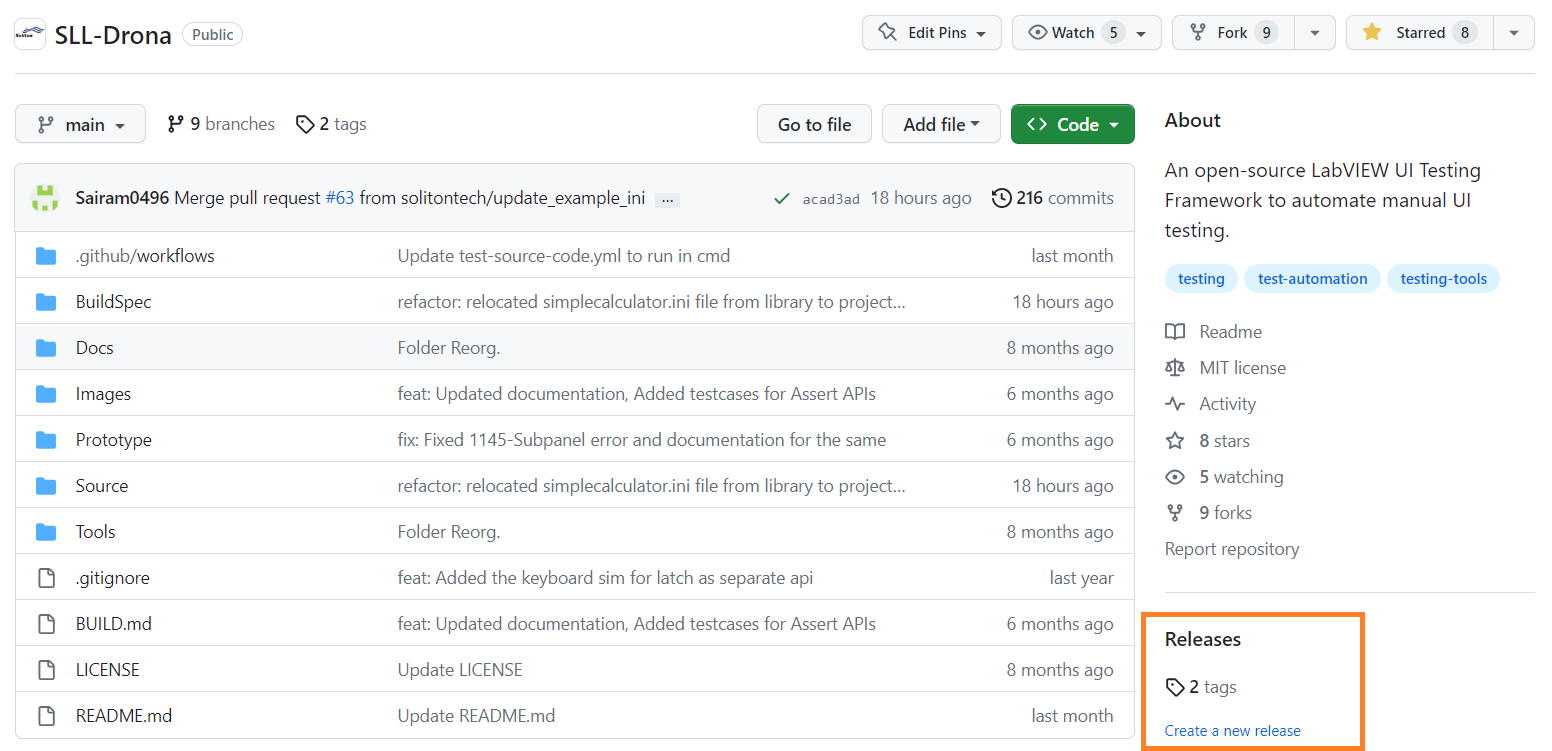 Soliton SLL-Drona Public Edit Pins Watch 5 Fork 9 Starred 8
main 9 branches 2 tags Go to file Add file <> Code
Sairam0496 Merge pull request #63 from solitontech/update_example_ini ... acad3ad 18 hours ago 216 commits
.github/workflows Update test-source-code.yml to run in cmd last month
BuildSpec refactor: relocated simplecalculator.ini file from library to project… 18 hours ago
Docs Folder Reorg. 8 months ago
Images feat: Updated documentation, Added testcases for Assert APIs 6 months ago
Prototype fix: Fixed 1145-Subpanel error and documentation for the same 6 months ago
Source refactor: relocated simplecalculator.ini file from library to project… 18 hours ago
Tools Folder Reorg. 8 months ago
.gitignore feat: Added the keyboard sim for latch as separate api last year
BUILD.md feat: Updated documentation, Added testcases for Assert APIs 6 months ago
LICENSE Update LICENSE 8 months ago
README.md Update README.md last month
About
An open-source LabVIEW UI Testing
Framework to automate manual UI
testing.
testing test-automation testing-tools
Readme
MIT license
Activity
8 stars
5 watching
9 forks
Report repository
Releases
2 tags
Create a new release